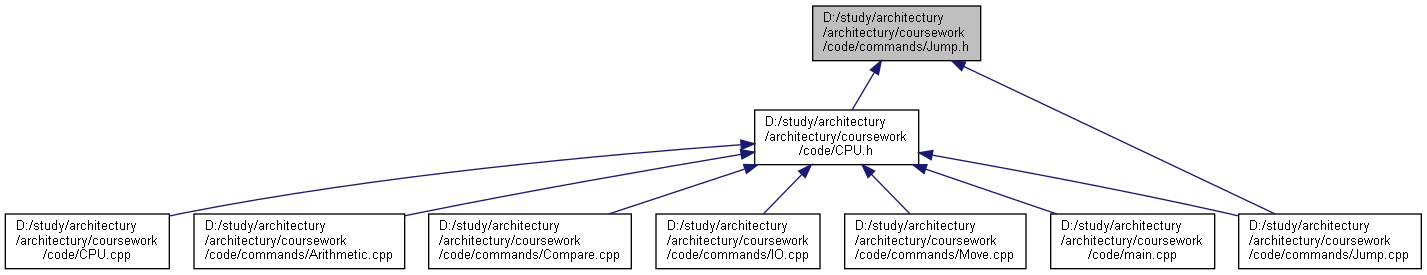 D:/study/architectury
/architectury/coursework
/code/commands/Jump.h
D:/study/architectury
/architectury/coursework
/code/CPU.h
D:/study/architectury
/architectury/coursework
/code/CPU.cpp
D:/study/architectury
/architectury/coursework
/code/commands/Arithmetic.cpp
D:/study/architectury
/architectury/coursework
/code/commands/Compare.cpp
D:/study/architectury
/architectury/coursework
/code/commands/IO.cpp
D:/study/architectury
/architectury/coursework
/code/commands/Move.cpp
D:/study/architectury
/architectury/coursework
/code/main.cpp
D:/study/architectury
/architectury/coursework
/code/commands/Jump.cpp